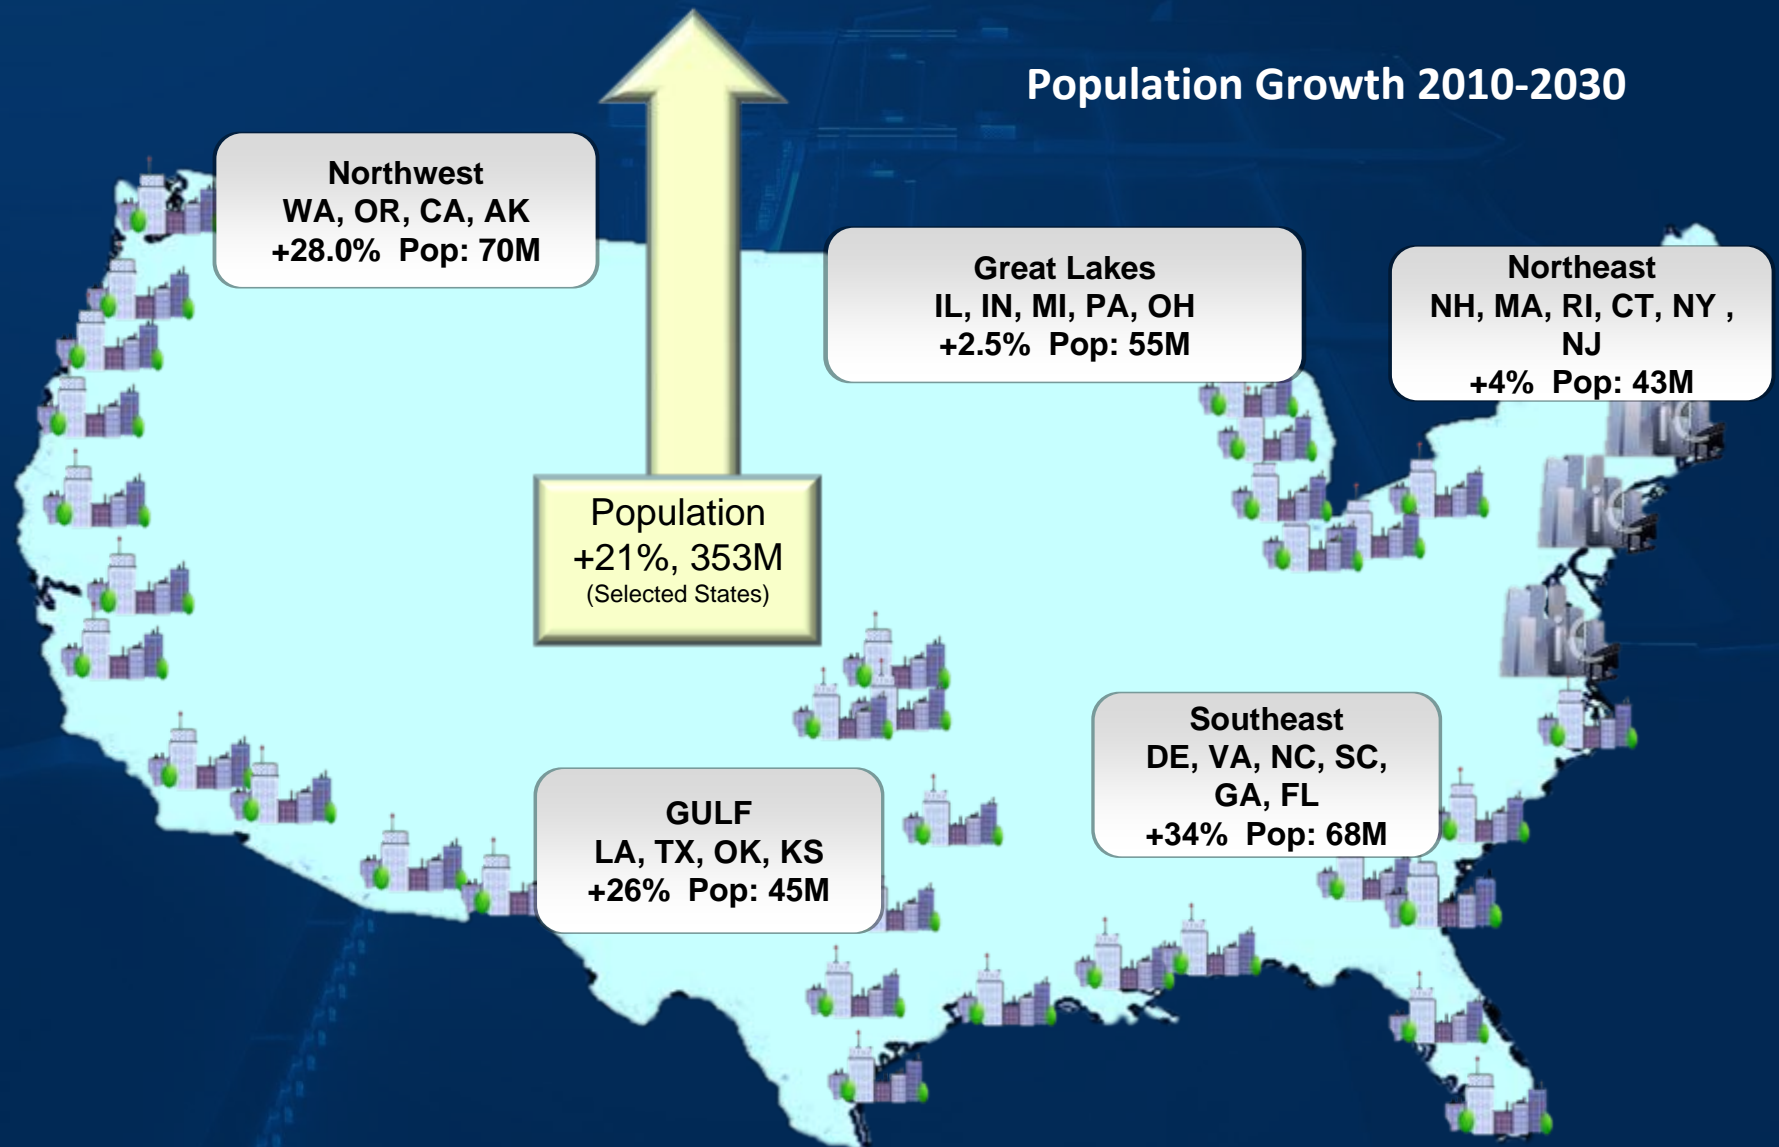 Population Growth 2010-2030
Northwest
WA, OR, CA, AK
+28.0%  Pop: 70M
Great Lakes
IL, IN, MI, PA, OH
+2.5%  Pop: 55M
Northeast
NH, MA, RI, CT, NY ,
NJ
+4%  Pop: 43M
Population
+21%, 353M
(Selected States)
Southeast
DE, VA, NC, SC,
GA, FL
+34%  Pop: 68M
GULF
LA, TX, OK, KS
+26%  Pop: 45M